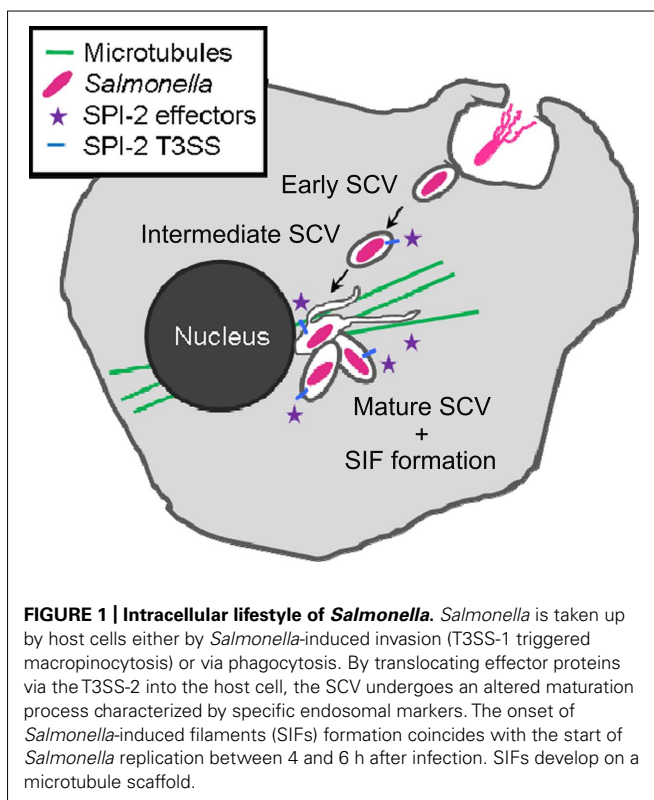 Microtubules
Salmonella
SPI-2 effectors
SPI-2 T3SS
Early SCV
Intermediate SCV
Nucleus
Mature SCV
+
SIF formation
FIGURE 1 | Intracellular lifestyle of Salmonella. Salmonella is taken up
by host cells either by Salmonella-induced invasion (T3SS-1 triggered
macropinocytosis) or via phagocytosis. By translocating effector proteins
via the T3SS-2 into the host cell, the SCV undergoes an altered maturation
process characterized by specific endosomal markers. The onset of
Salmonella-induced filaments (SIFs) formation coincides with the start of
Salmonella replication between 4 and 6 h after infection. SIFs develop on a
microtubule scaffold.